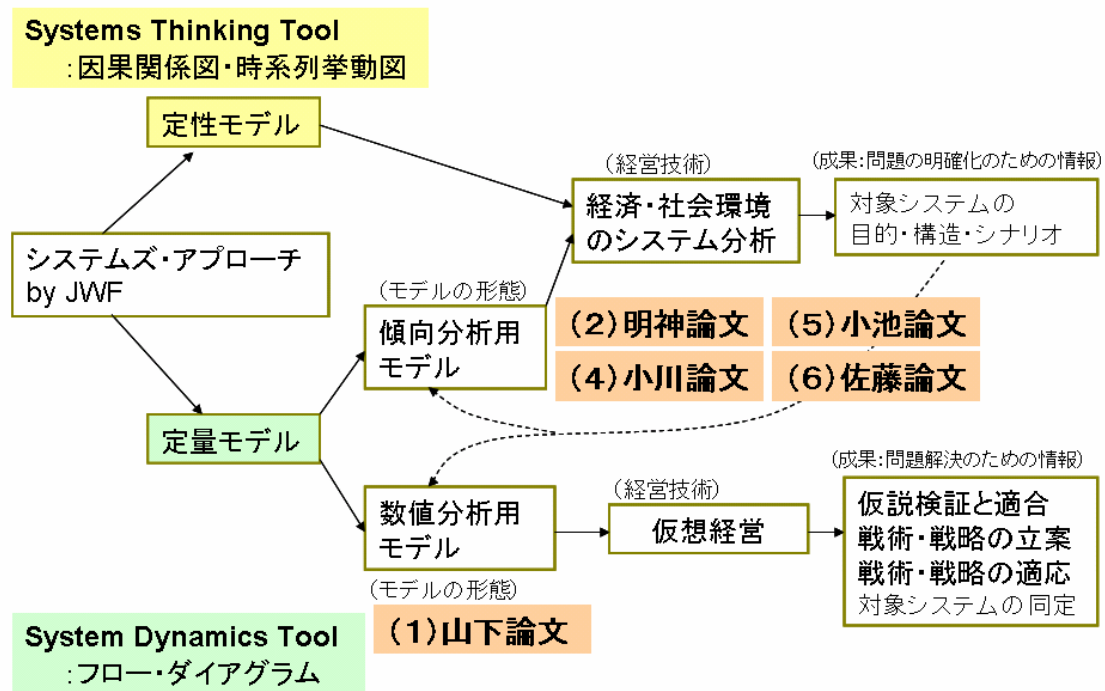 Systems Thinking Tool
：因果関係図・時系列挙動図
定性モデル
(経営技術)
(成果：問題の明確化のための情報)
経済・社会環境
のシステム分析
対象システムの
目的・構造・シナリオ
システムズ・アプローチ
by JWF
(モデルの形態)
傾向分析用
モデル
（2）明神論文
（5）小池論文
（4）小川論文
（6）佐藤論文
定量モデル
(成果：問題解決のための情報)
数値分析用
モデル
(経営技術)
仮想経営
仮説検証と適合
戦術・戦略の立案
戦術・戦略の適応
対象システムの同定
(モデルの形態)
（1）山下論文
System Dynamics Tool
：フロー・ダイアグラム